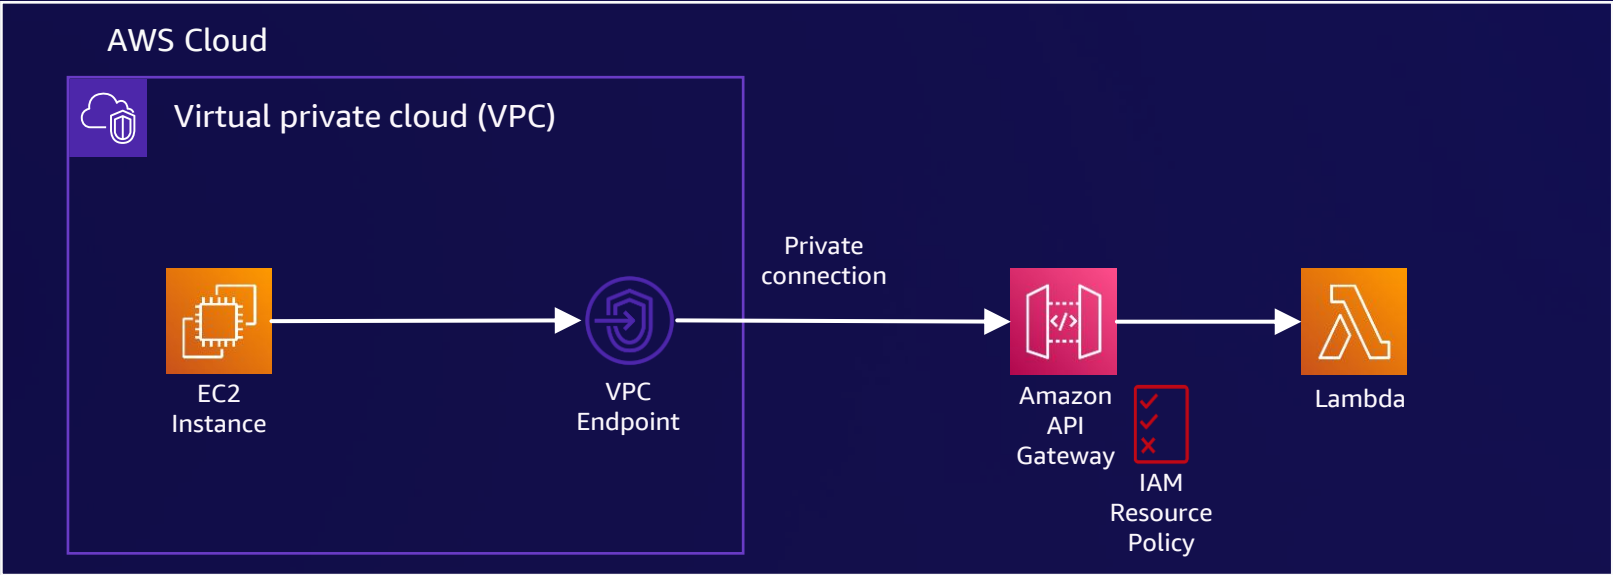 AWS Cloud
Virtual private cloud (VPC)
Private
connection
EC2
Instance
VPC
Endpoint
Amazon
API
Gateway
IAM
Resource
Policy
Lambda